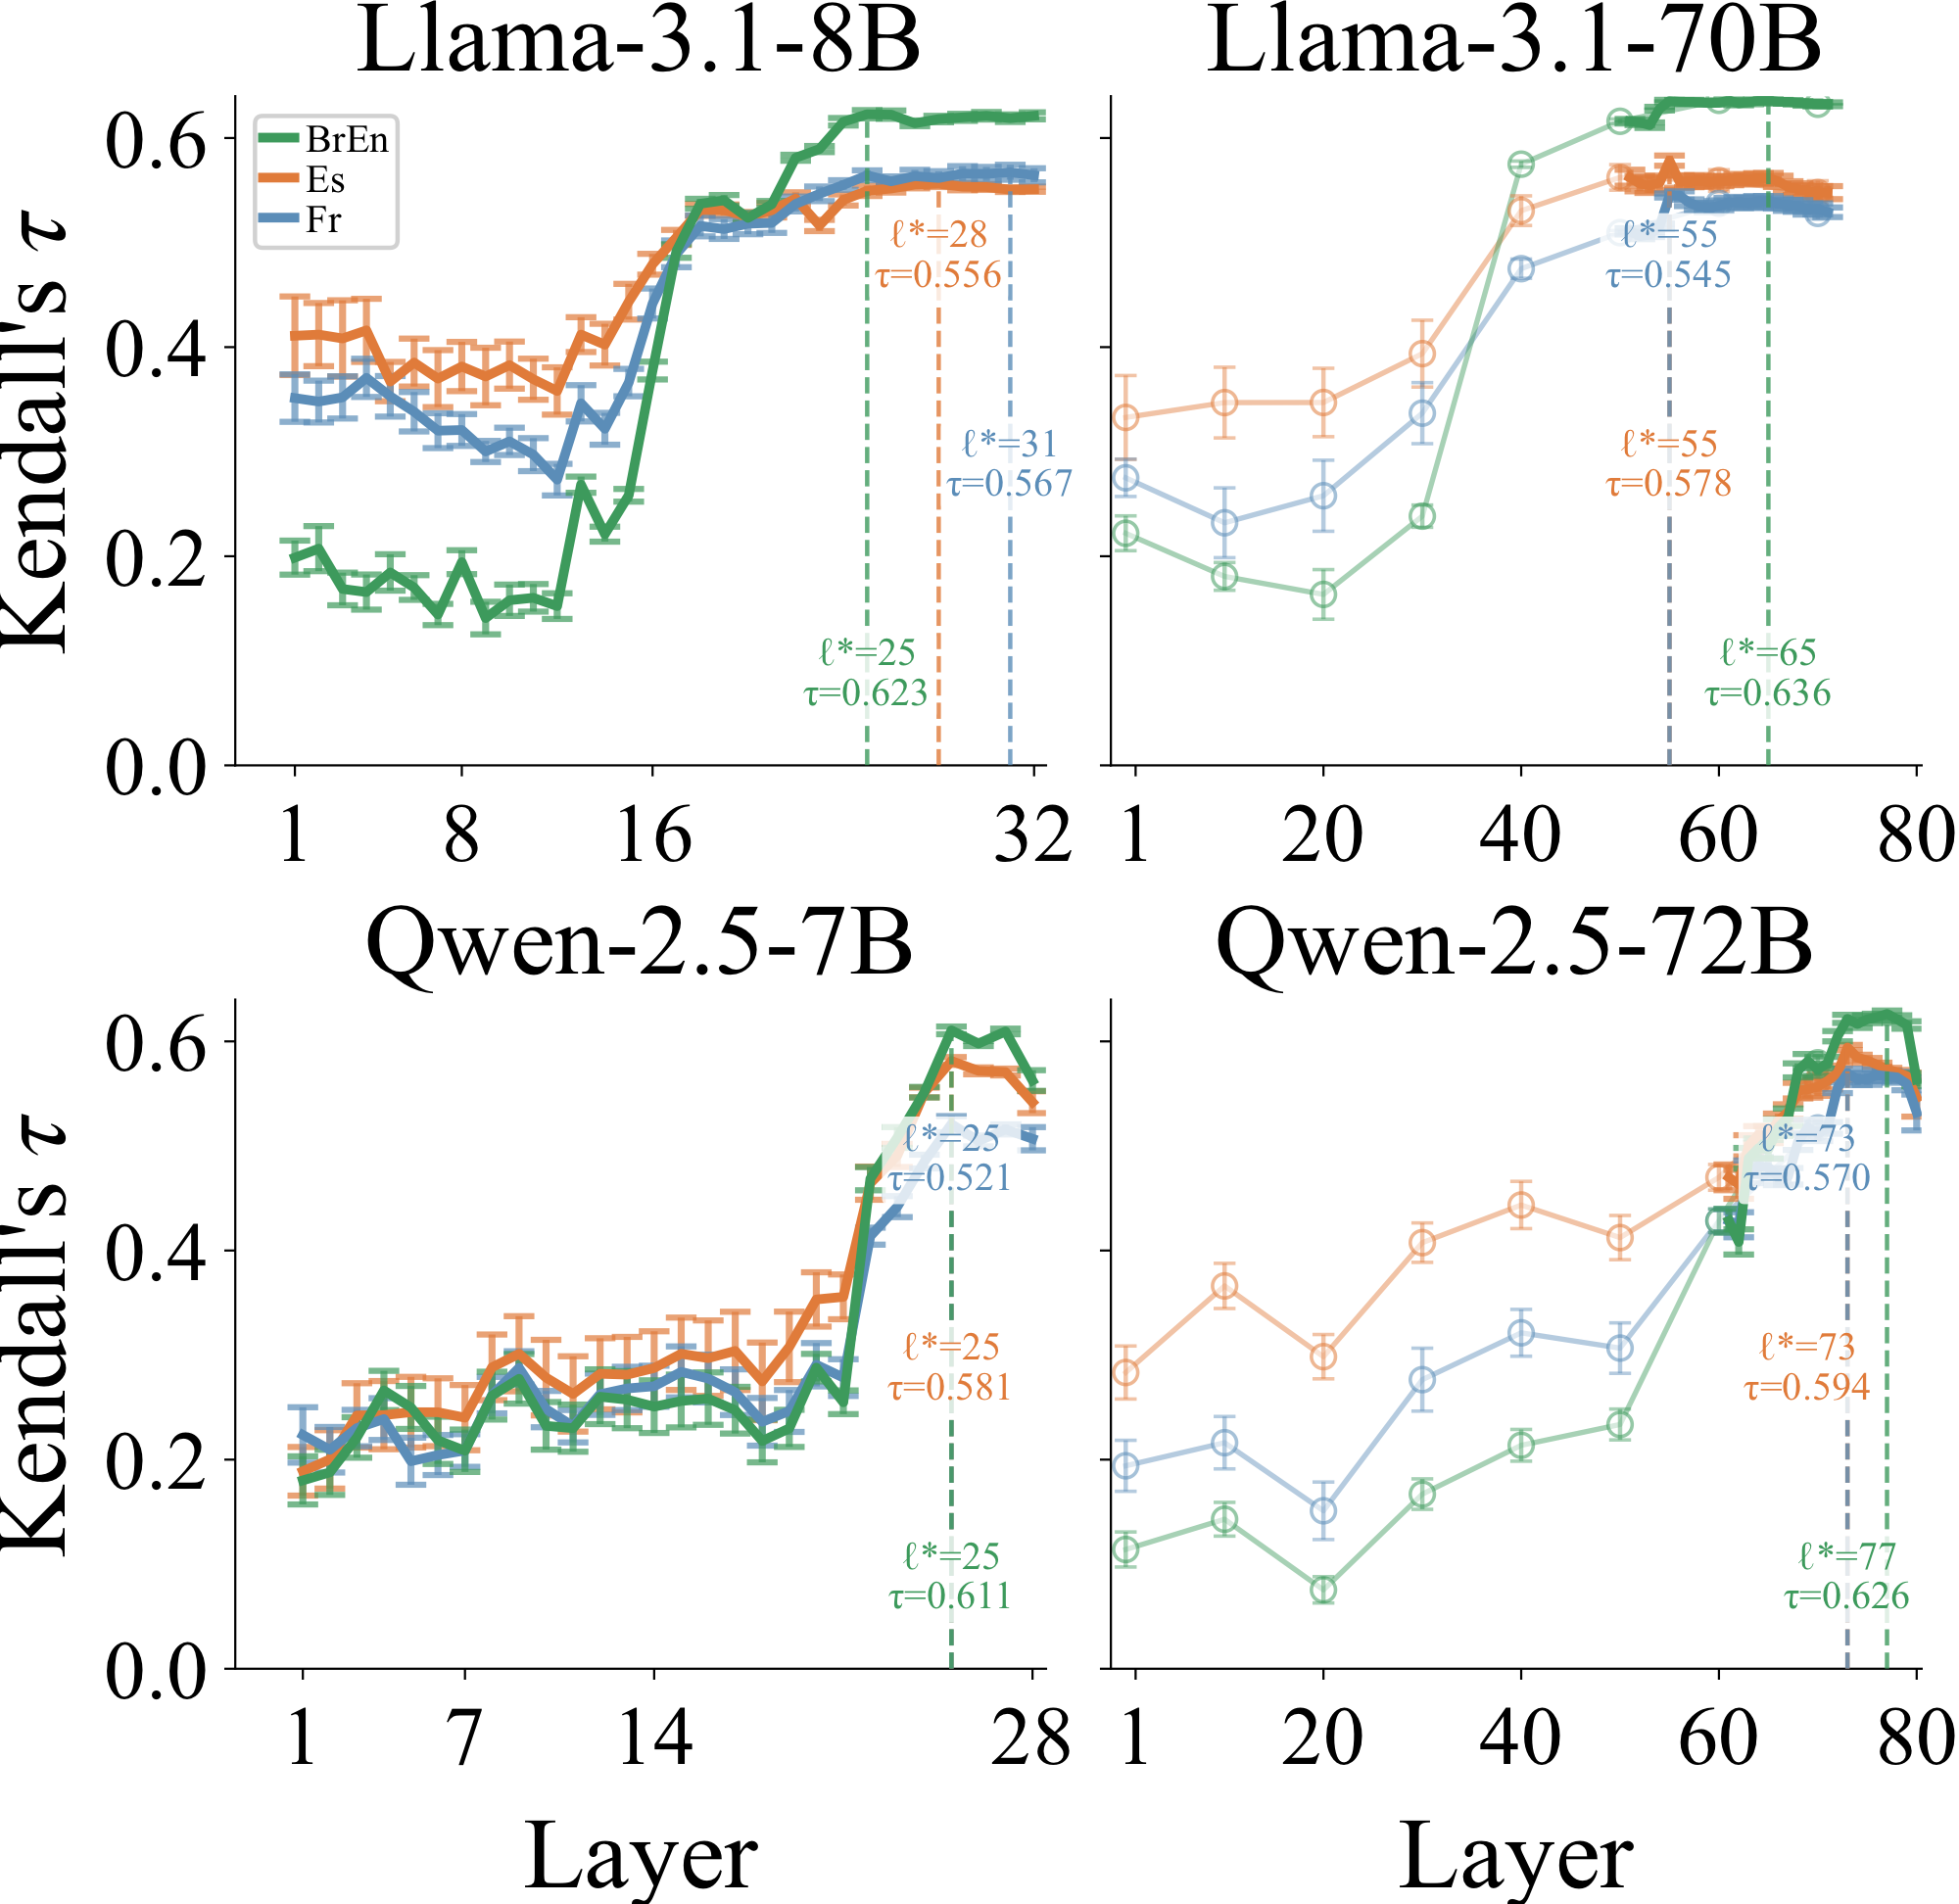 Llama-3.1-8B
Kendall's τ
0.6
0.4
0.2
0.0
BrEn
Es
Fr
ℓ*=28
τ=0.556
ℓ*=31
τ=0.567
ℓ*=25
τ=0.623
1 8 16 32
Llama-3.1-70B
ℓ*=55
τ=0.545
ℓ*=55
τ=0.578
ℓ*=65
τ=0.636
1 20 40 60 80
Qwen-2.5-7B
Kendall's τ
0.6
0.4
0.2
0.0
ℓ*=25
τ=0.521
ℓ*=25
τ=0.581
ℓ*=25
τ=0.611
1 7 14 28
Layer
Qwen-2.5-72B
ℓ*=73
τ=0.570
ℓ*=73
τ=0.594
ℓ*=77
τ=0.626
1 20 40 60 80
Layer